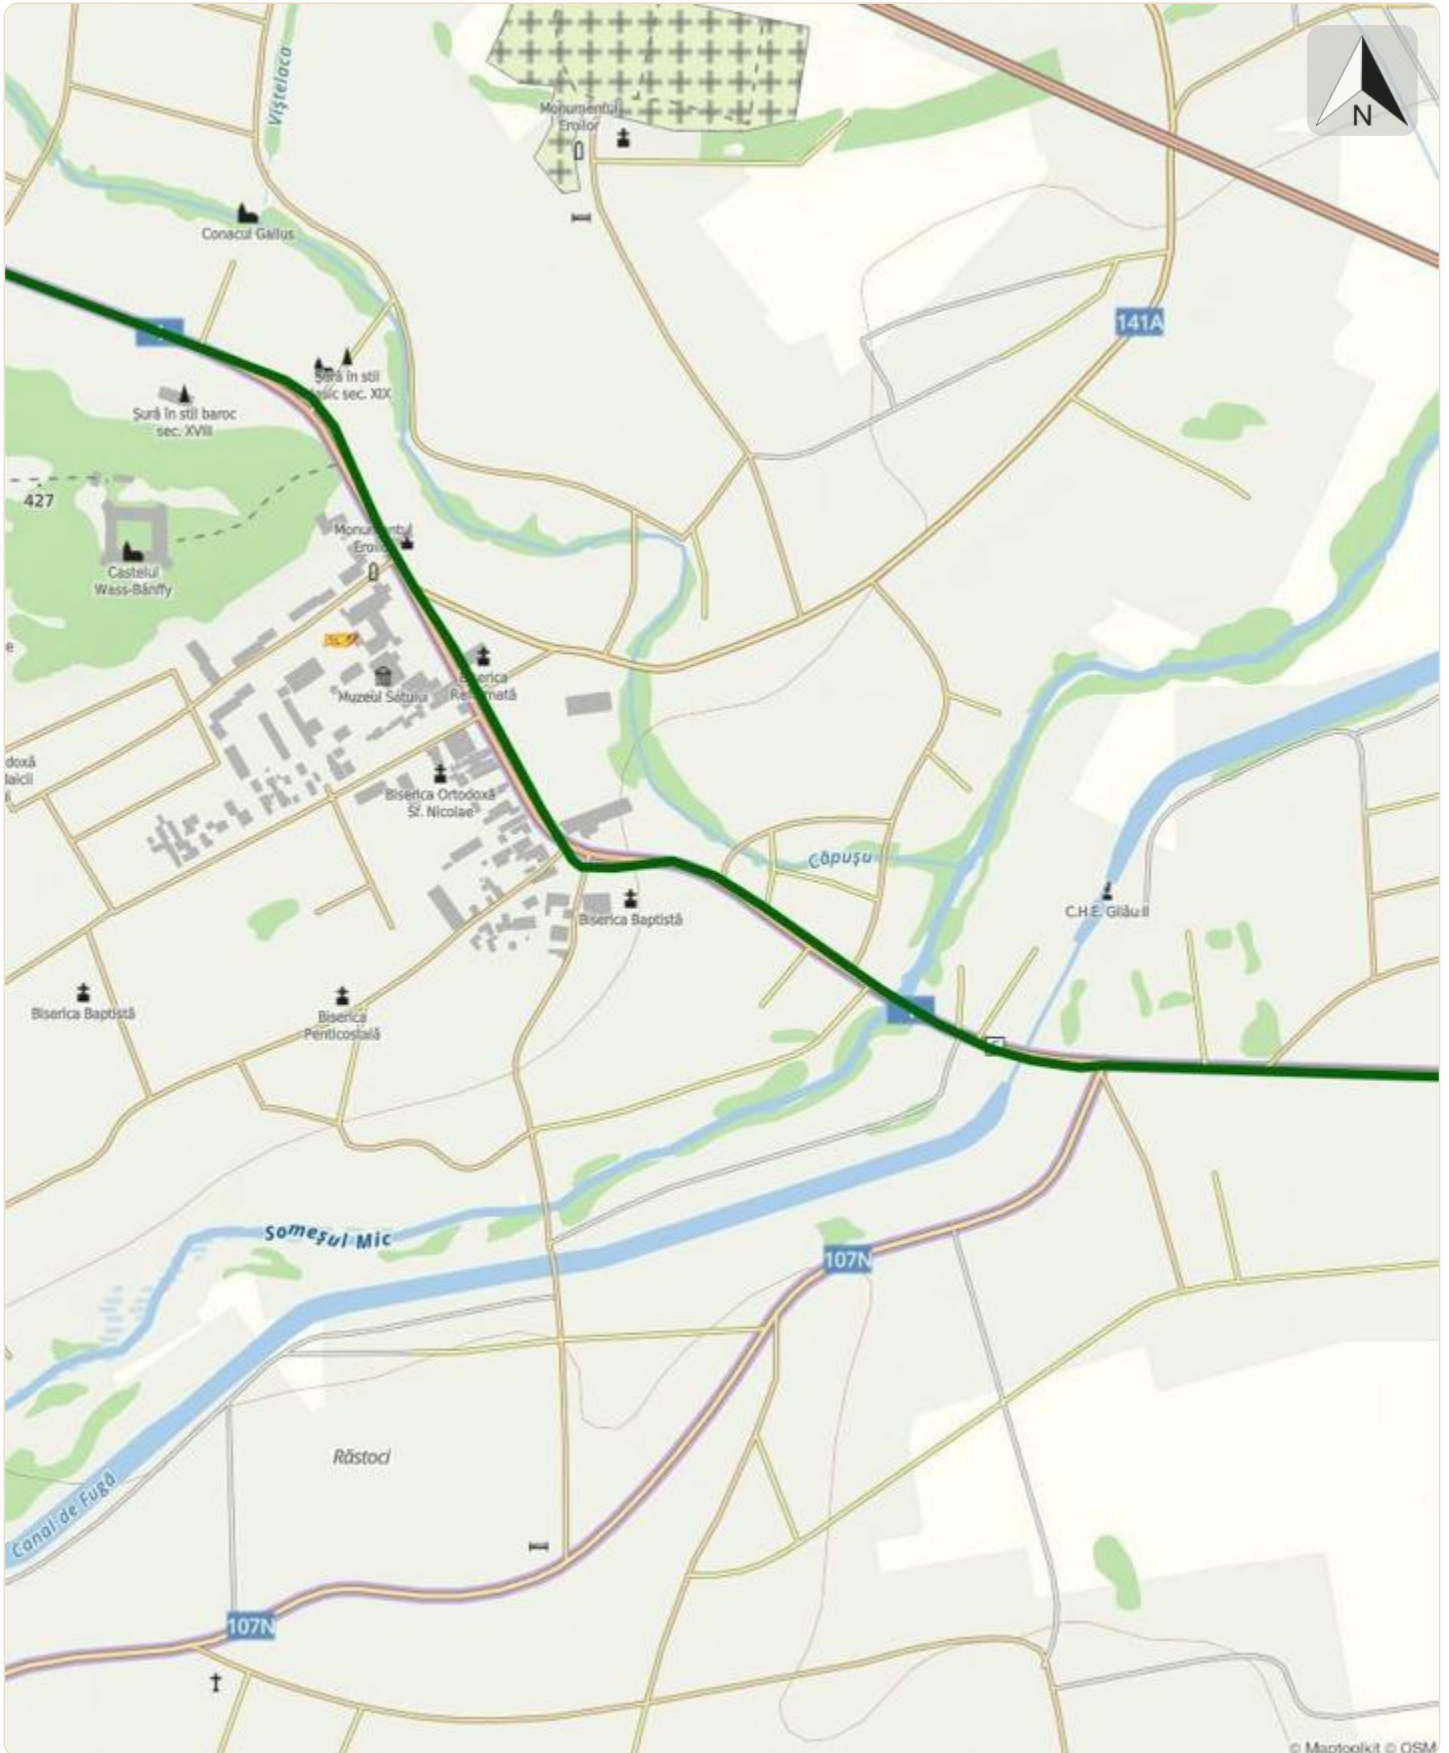 Viștelaca
Monumentul
Eroilor
N
Conacul Gallus
141A
Șură în stil
sec. XIX
Șură în stil baroc
sec. XVIII
427
Monumentul
Castelul
Wass-Bánffy
Biserica
Reformată
Muzeul Satului
doxă
Biserica Ortodoxă
Sf. Nicolae
Căpușu
C.H.E. Gilău II
Biserica Baptistă
Biserica Baptistă
Biserica
Penticostală
Someșul Mic
107N
Răstoci
Canal de Fugă
107N
© Maptoolkit © OSM